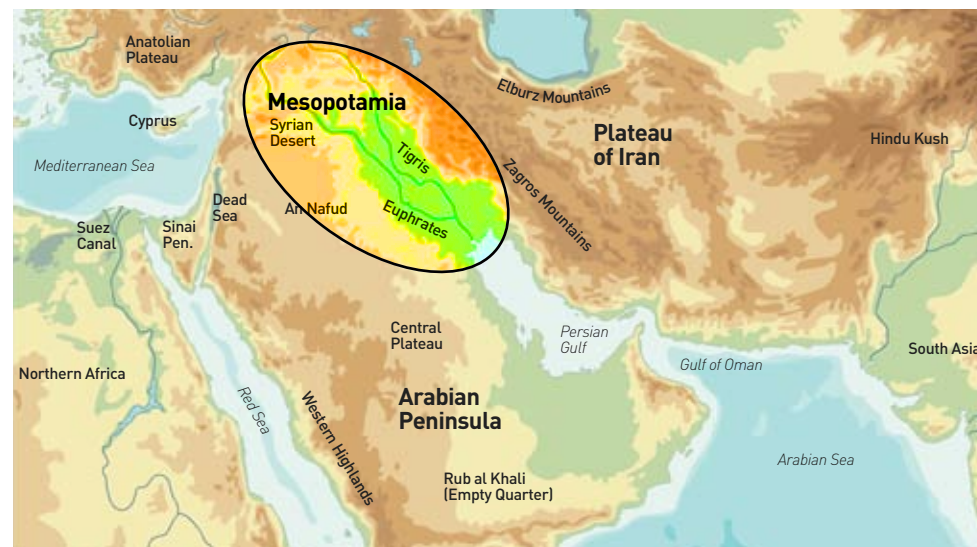 Anatolian
Plateau
Mesopotamia
Elburz Mountains
Cyprus
Syrian
Desert
Plateau
of Iran
Hindu Kush
Mediterranean Sea
Tigris
Zagros Mountains
Dead
Sea
An Nafud
Euphrates
Suez
Canal
Sinai
Pen.
Central
Plateau
Persian
Gulf
South Asia
Gulf of Oman
Northern Africa
Red Sea
Western Highlands
Arabian
Peninsula
Arabian Sea
Rub al Khali
(Empty Quarter)